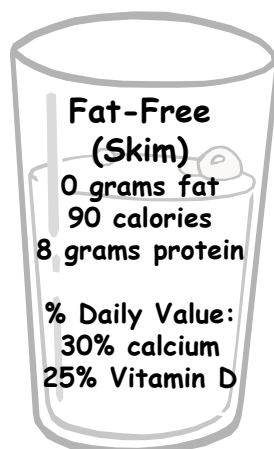 Fat-Free
(Skim)
0 grams fat
90 calories
8 grams protein
% Daily Value:
30% calcium
25% Vitamin D